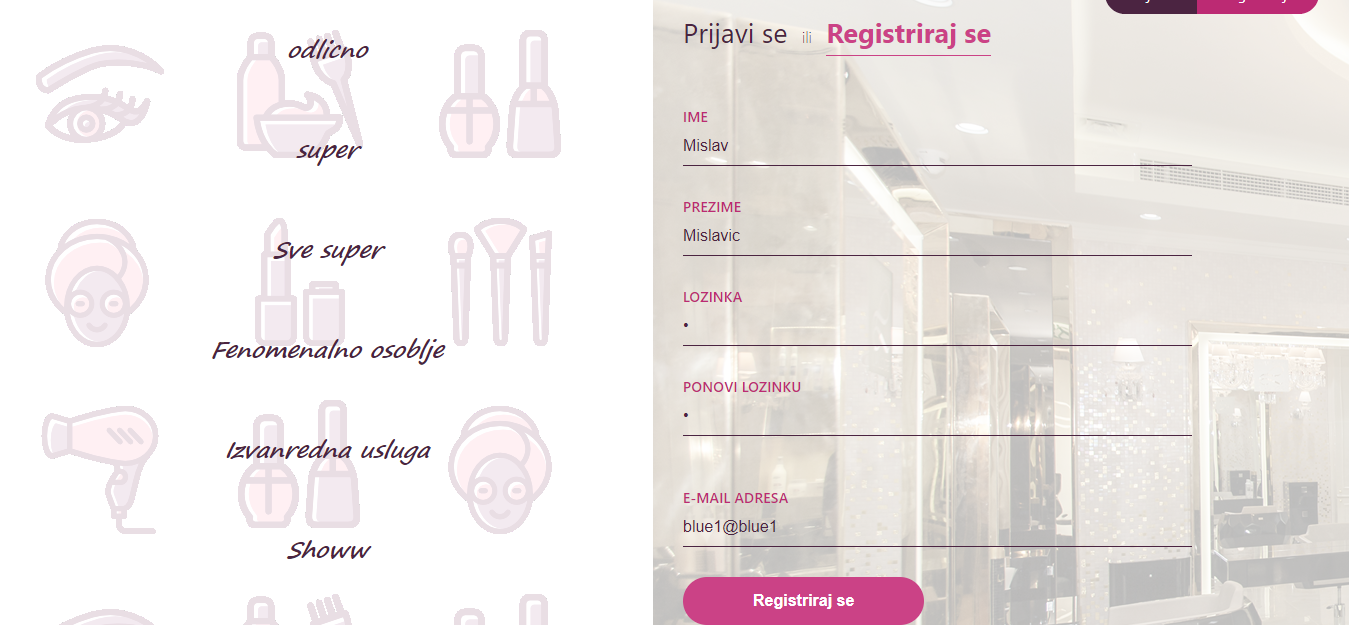 odlicno
super
Sve super
Fenomenalno osoblje
Izvanredna usluga
Showw
Prijavi se ili Registriraj se
IME
Mislav
PREZIME
Mislavic
LOZINKA
•
PONOVI LOZINKU
•
E-MAIL ADRESA
blue1@blue1
Registriraj se